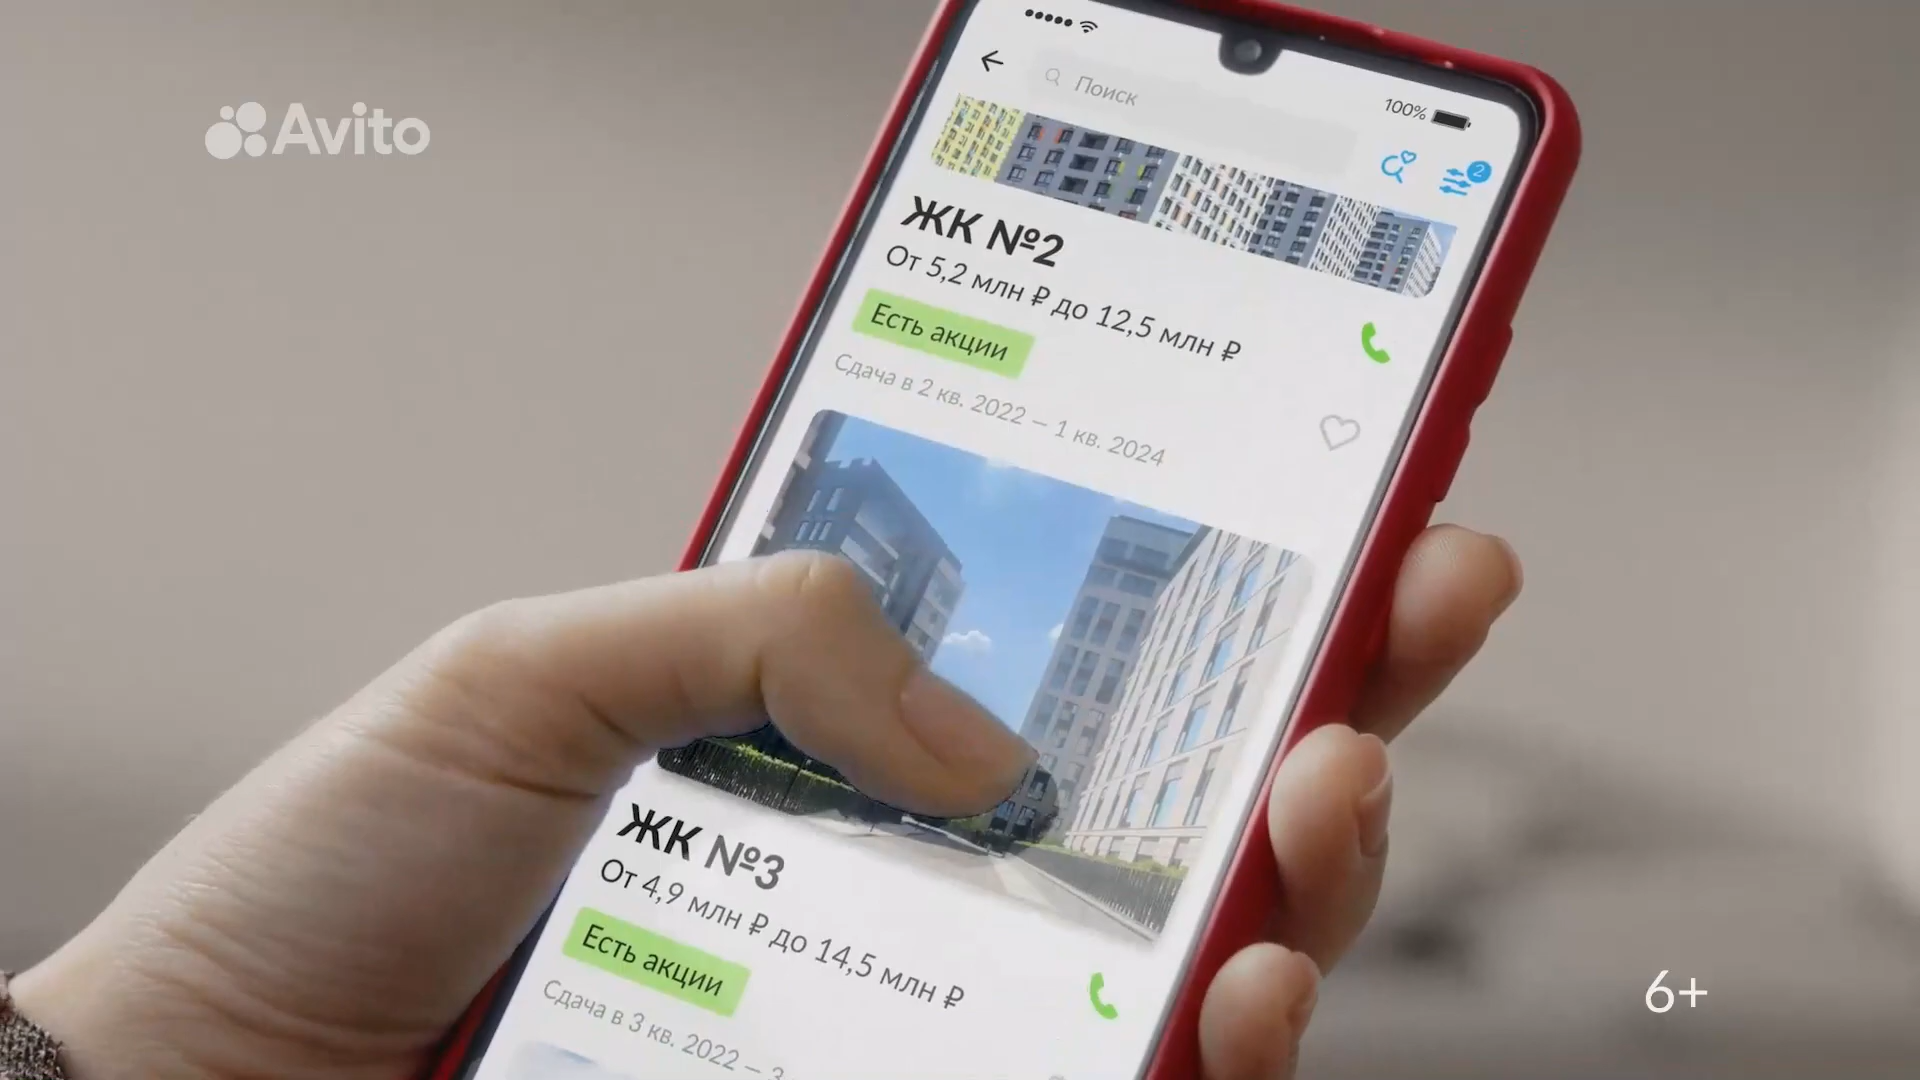 Avito
Поиск
100%
2
ЖК №2
От 5,2 млн ₽ до 12,5 млн ₽
Есть акции
Сдача в 2 кв. 2022 – 1 кв. 2024
ЖК №3
От 4,9 млн ₽ до 14,5 млн ₽
Есть акции
Сдача в 3 кв. 2022 – 3
6+